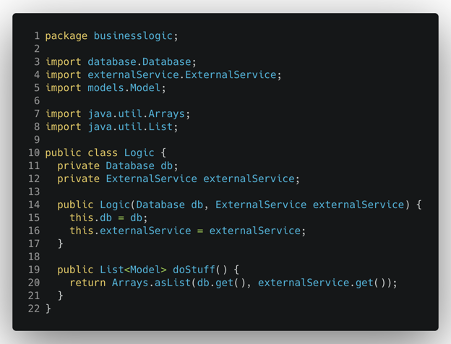 1 package businesslogic;
2
3 import database.Database;
4 import externalService.ExternalService;
5 import models.Model;
6
7 import java.util.Arrays;
8 import java.util.List;
9
10 public class Logic {
11   private Database db;
12   private ExternalService externalService;
13
14   public Logic(Database db, ExternalService externalService) {
15     this.db = db;
16     this.externalService = externalService;
17   }
18
19   public List<Model> doStuff() {
20     return Arrays.asList(db.get(), externalService.get());
21   }
22 }